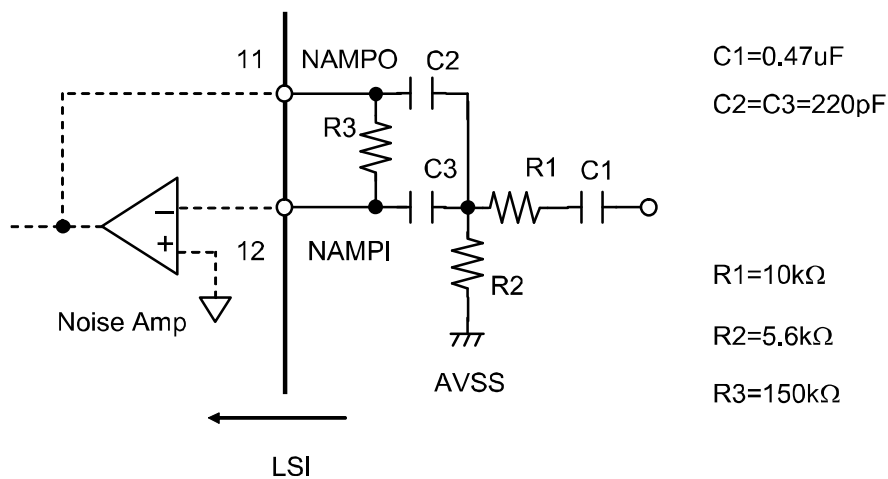 11 NAMPO C2
R3
C3 R1 C1
−
+
12 NAMPI
R2
Noise Amp
AVSS
LSI
C1=0.47uF
C2=C3=220pF
R1=10kΩ
R2=5.6kΩ
R3=150kΩ